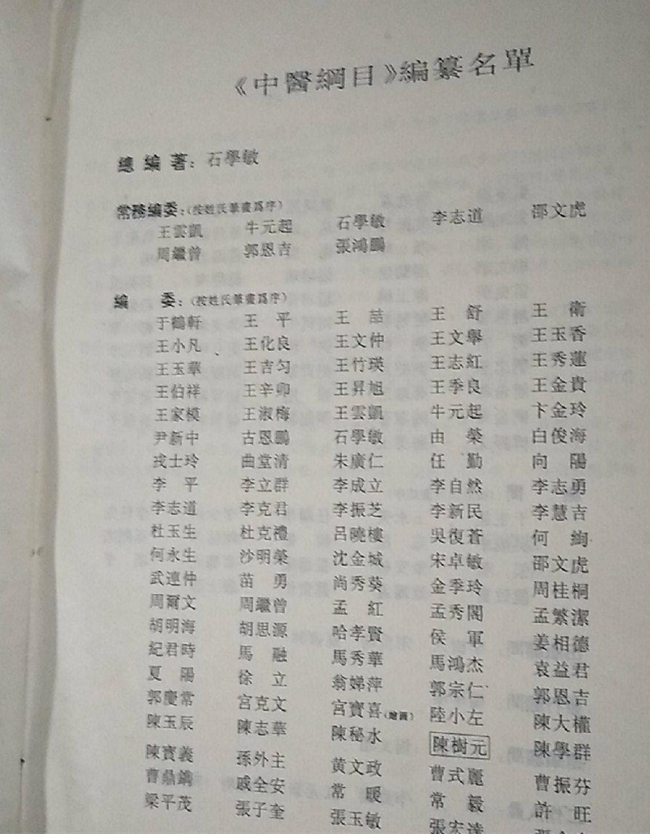 《中醫綱目》編纂名單
總編著：石學敏
常務編委：（按姓氏筆畫爲序）
王雲凱 牛元起 石學敏 李志道 邵文虎
周繼曾 郭恩吉 張鴻鵬
編 委：（按姓氏筆畫爲序）
于鶴軒 王 平 王 喆 王 舒 王 衛
王小凡 王化良 王文仲 王文舉 王玉香
王玉華 王吉匀 王竹瑛 王志紅 王秀蓮
王伯祥 王辛卯 王昇旭 王季良 王金貴
王家模 王淑梅 王雲凱 牛元起 卞金玲
尹新中 古恩鵬 石學敏 由 榮 白俊海
戎士玲 曲堂清 朱廣仁 任 勤 向 陽
李 平 李立群 李成立 李自然 李志勇
李志道 李克君 李振芝 李新民 李慧吉
杜玉生 杜克禮 呂曉樓 吳復蒼 何 絢
何永生 沙明榮 沈金城 宋卓敏 邵文虎
武連仲 苗 勇 尚秀葵 金季玲 周桂桐
周爾文 周繼曾 孟 紅 孟秀閣 孟繁潔
胡明海 胡思源 哈孝賢 侯 軍 姜相德
紀君時 馬 融 馬秀華 馬鴻杰 袁益君
夏 陽 徐 立 翁娣萍 郭宗仁 郭恩吉
郭慶常 宮克文 宮寶喜（繪圖） 陸小左 陳大權
陳玉辰 陳志華 陳秘水 陳樹元 陳學群
陳寶義 孫外主 黄文政 曹式麗 曹振芬
曹鼎 戚全安 常 暖 常 毅 許 旺
梁平茂 張子奎 張玉敏 張宏達